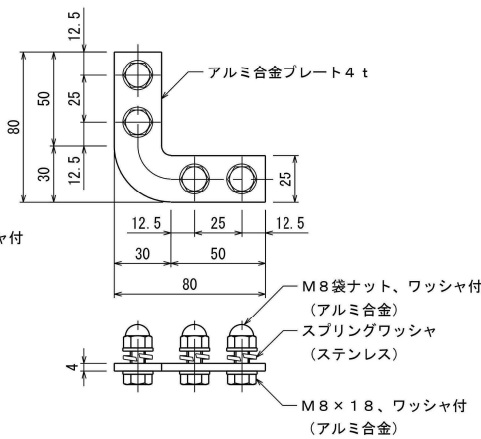 12.5
アルミ合金プレート4t
50
25
80
30
12.5
25
12.5
25
12.5
ャ付
30
50
80
M8袋ナット、ワッシャ付
(アルミ合金)
スプリングワッシャ
(ステンレス)
4
M8×18、ワッシャ付
(アルミ合金)